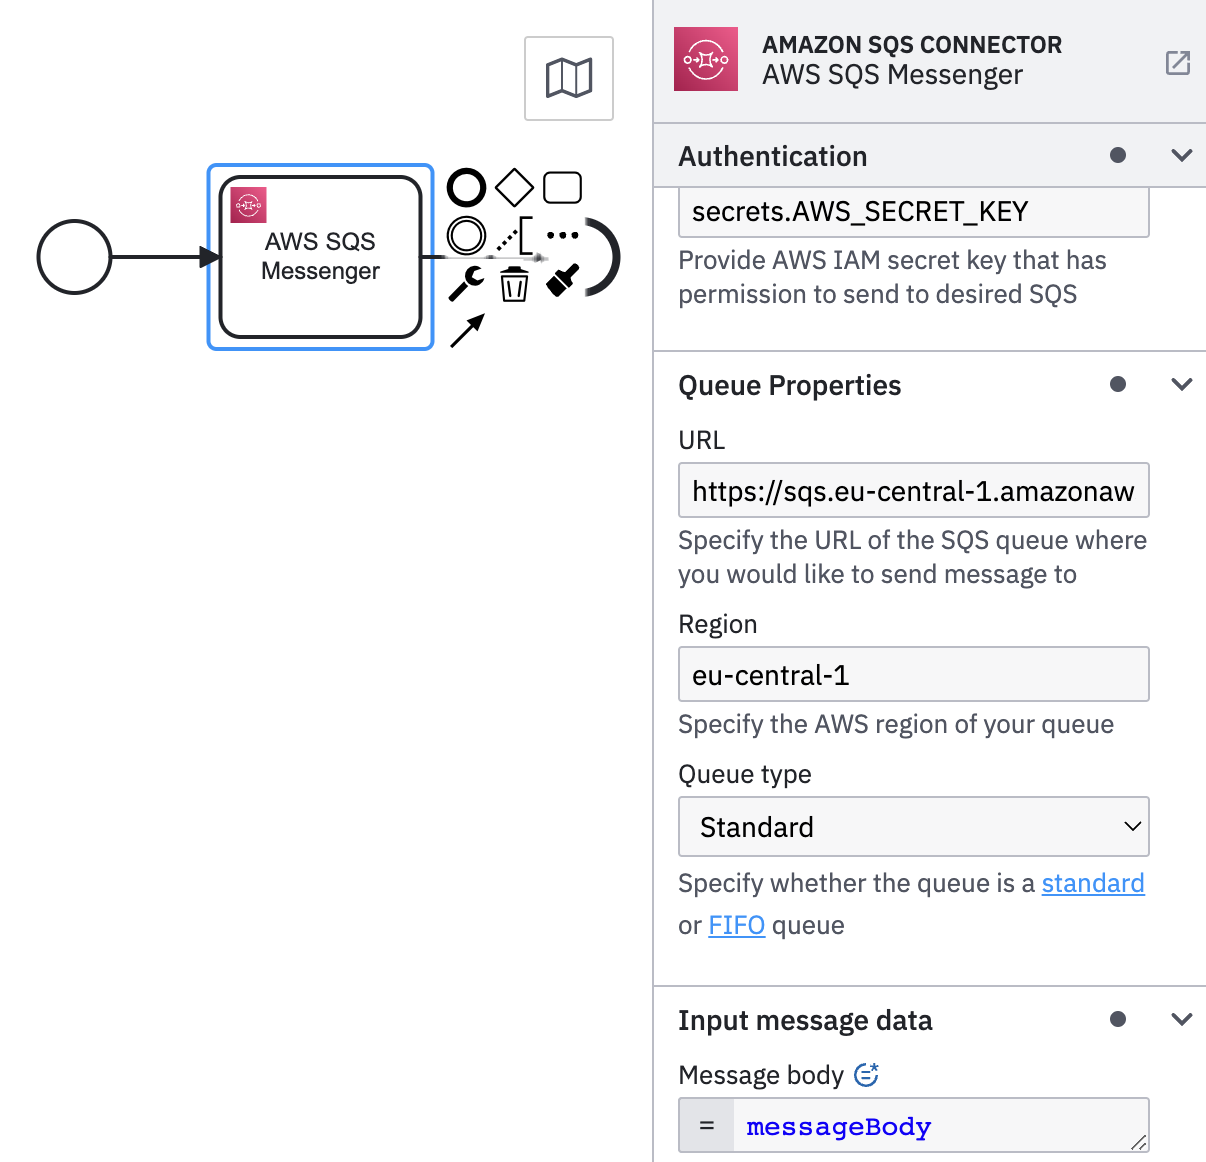 AWS SQS
Messenger
AMAZON SQS CONNECTOR
AWS SQS Messenger
Authentication
secrets.AWS_SECRET_KEY
Provide AWS IAM secret key that has
permission to send to desired SQS
Queue Properties
URL
https://sqs.eu-central-1.amazonaw
Specify the URL of the SQS queue where
you would like to send message to
Region
eu-central-1
Specify the AWS region of your queue
Queue type
Standard
Specify whether the queue is a standard
or FIFO queue
Input message data
Message body
= messageBody